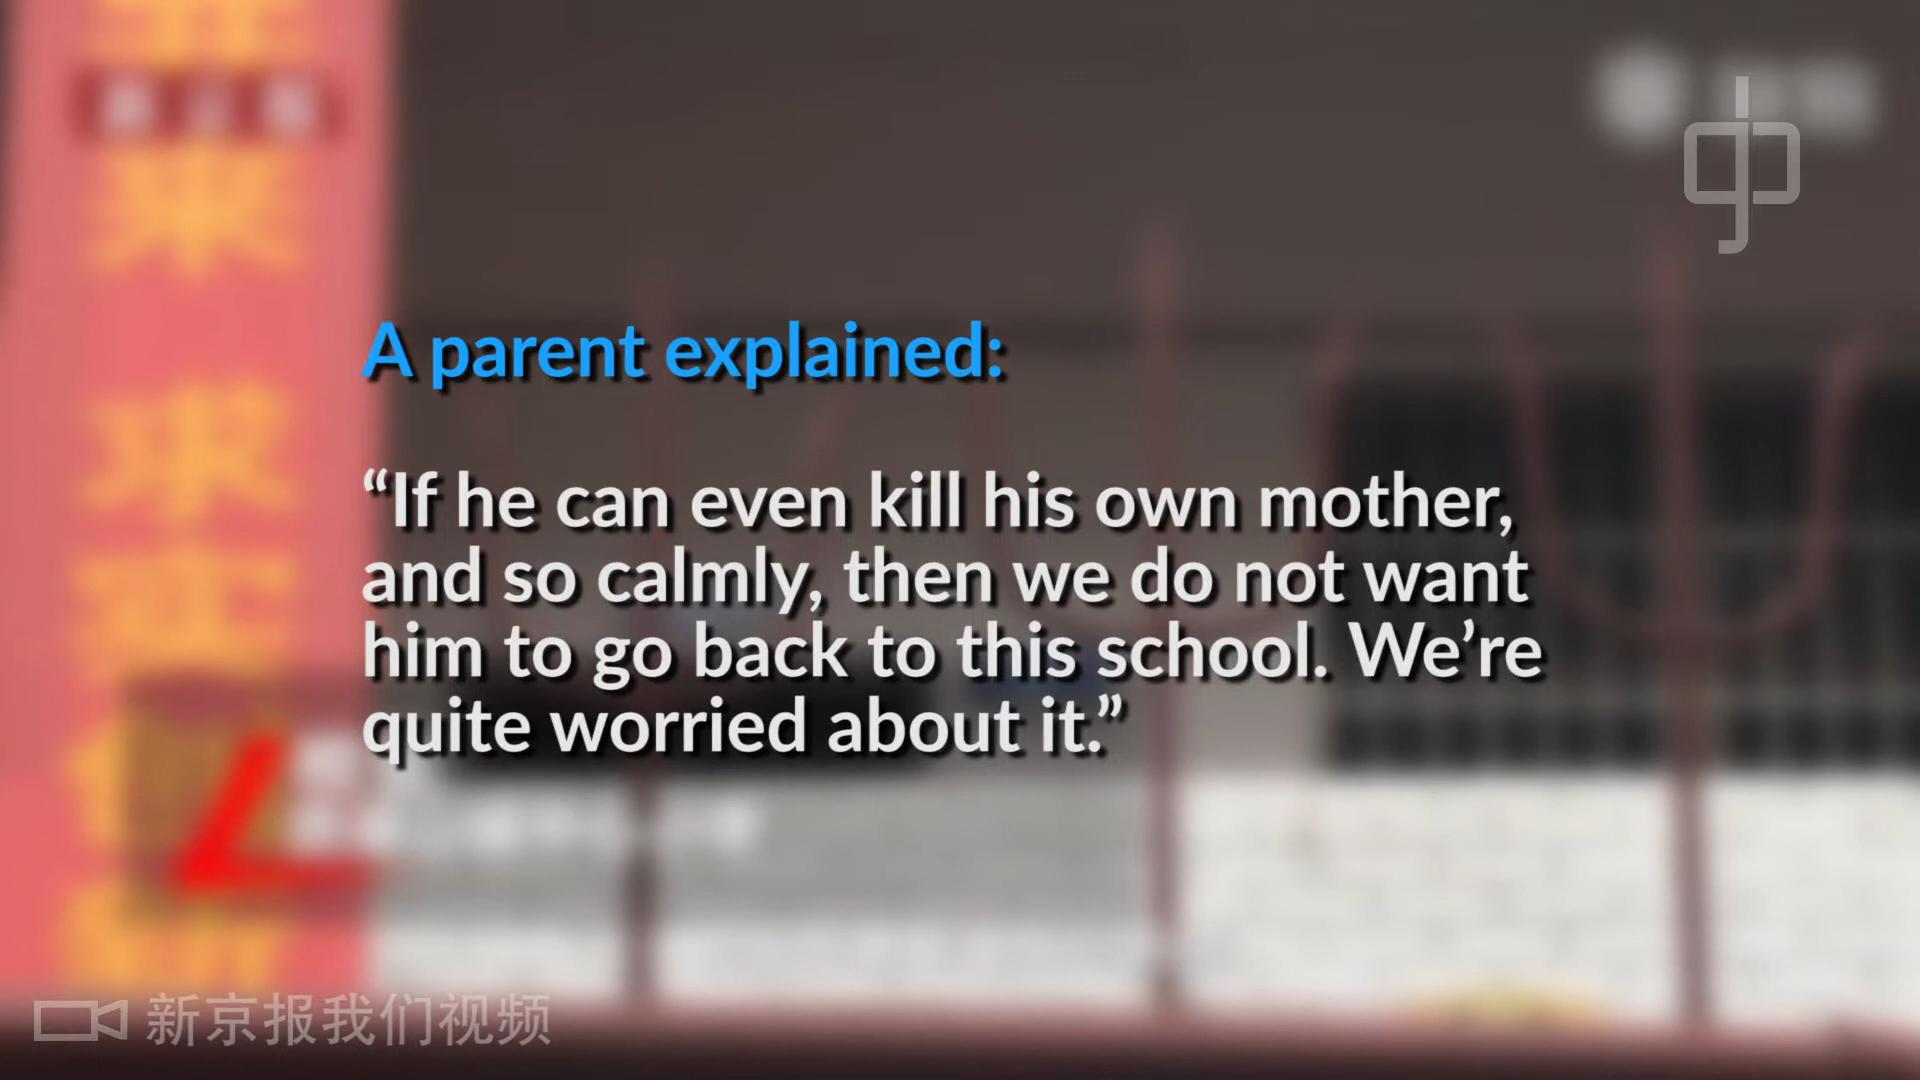 A parent explained:
“If he can even kill his own mother,
and so calmly, then we do not want
him to go back to this school. We’re
quite worried about it.”
新京报我们视频